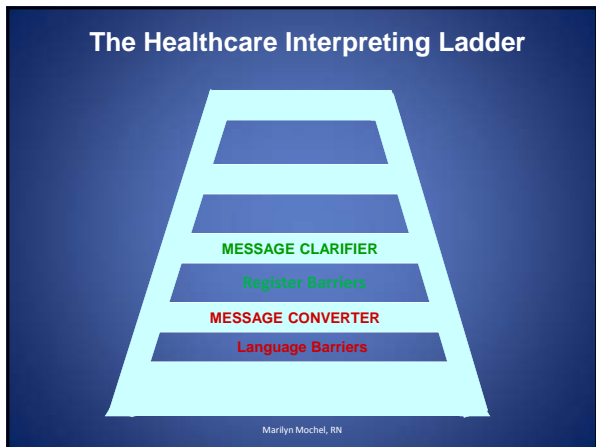 The Healthcare Interpreting Ladder
MESSAGE CLARIFIER
Register Barriers
MESSAGE CONVERTER
Language Barriers
Marilyn Mochel, RN